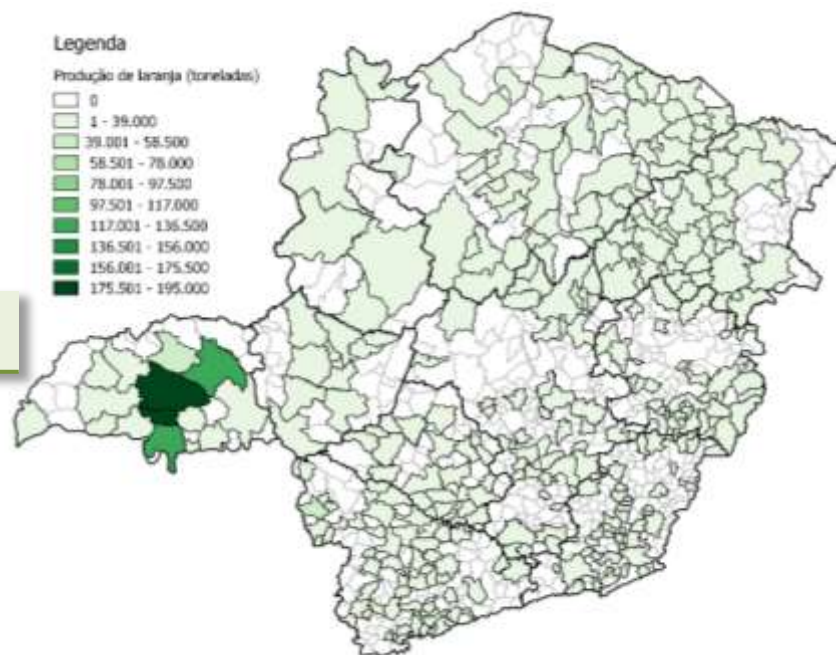 Legenda
Produção de laranja (toneladas)
0
1 - 39.000
39.001 - 58.500
58.501 - 78.000
78.001 - 97.500
97.501 - 117.000
117.001 - 136.500
136.501 - 156.000
156.001 - 175.500
175.501 - 195.000